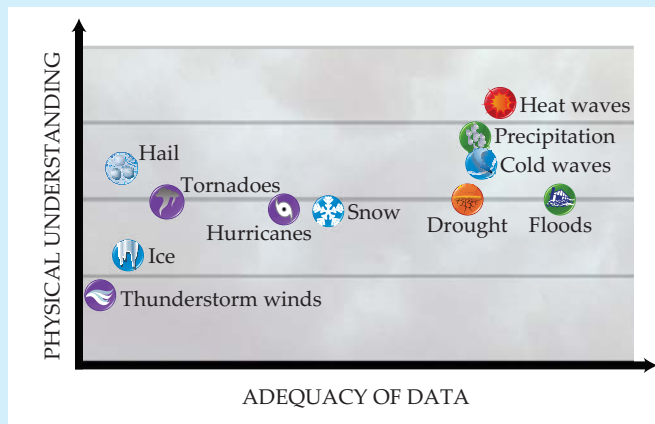 PHYSICAL UNDERSTANDING
Heat waves
Precipitation
Hail
Cold waves
Tornadoes
Snow
Hurricanes
Drought
Floods
Ice
Thunderstorm winds
ADEQUACY OF DATA